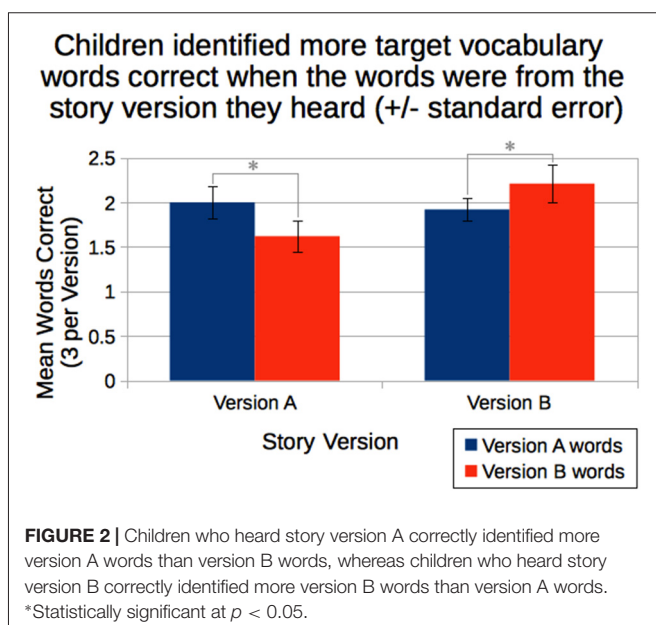 Children identified more target vocabulary
words correct when the words were from the
story version they heard (+/- standard error)
2.5
2
1.5
1
0.5
0
*
*
Mean Words Correct
(3 per Version)
Version A
Version B
Story Version
Version A words
Version B words
FIGURE 2 | Children who heard story version A correctly identified more
version A words than version B words, whereas children who heard story
version B correctly identified more version B words than version A words.
*Statistically significant at p < 0.05.